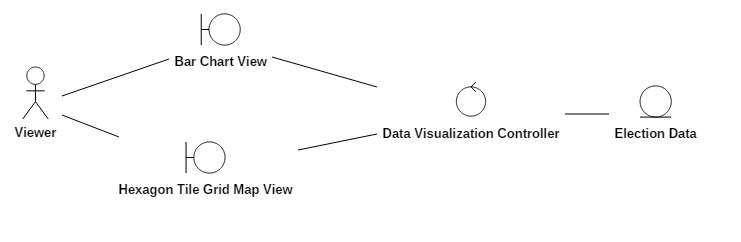 Bar Chart View
Viewer
Data Visualization Controller
Election Data
Hexagon Tile Grid Map View